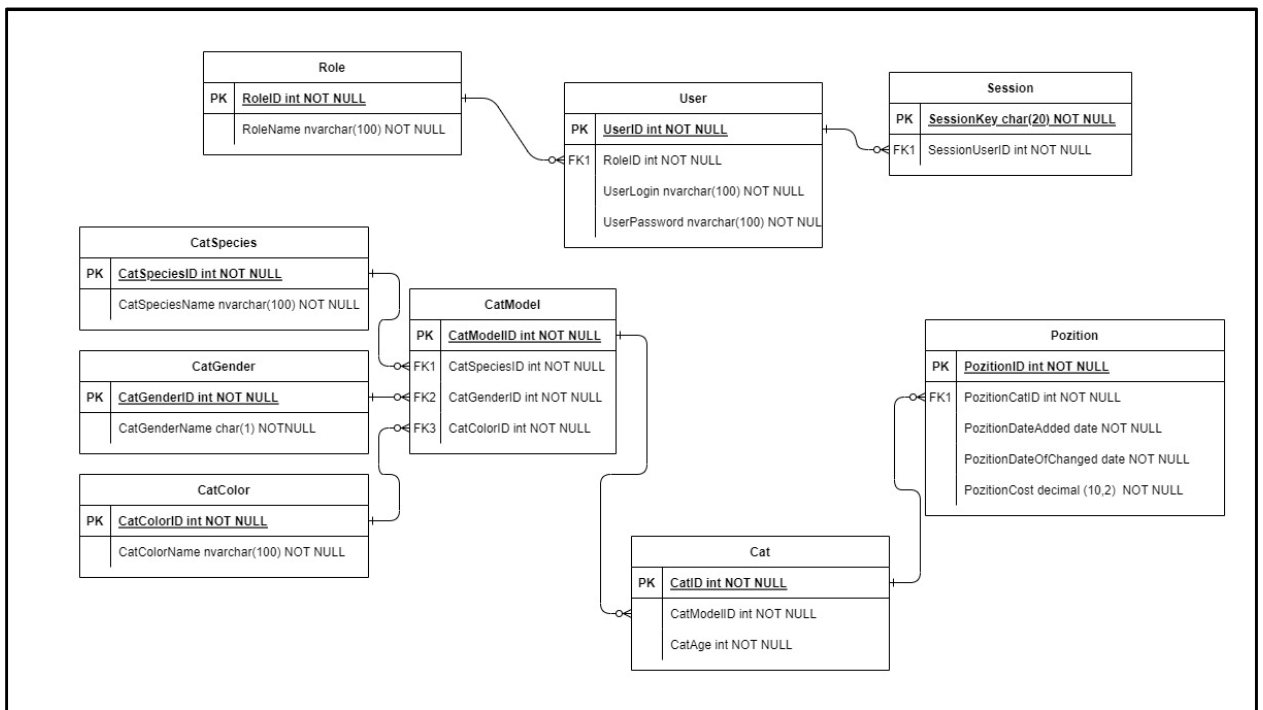 Role
PK RoleID int NOT NULL
RoleName nvarchar(100) NOT NULL
User
PK UserID int NOT NULL
FK1 RoleID int NOT NULL
UserLogin nvarchar(100) NOT NULL
UserPassword nvarchar(100) NOT NUL
Session
PK SessionKey char(20) NOT NULL
FK1 SessionUserID int NOT NULL
CatSpecies
PK CatSpeciesID int NOT NULL
CatSpeciesName nvarchar(100) NOT NULL
CatGender
PK CatGenderID int NOT NULL
CatGenderName char(1) NOTNULL
CatColor
PK CatColorID int NOT NULL
CatColorName nvarchar(100) NOT NULL
CatModel
PK CatModelID int NOT NULL
FK1 CatSpeciesID int NOT NULL
FK2 CatGenderID int NOT NULL
FK3 CatColorID int NOT NULL
Pozition
PK PozitionID int NOT NULL
FK1 PozitionCatID int NOT NULL
PozitionDateAdded date NOT NULL
PozitionDateOfChanged date NOT NULL
PozitionCost decimal (10,2) NOT NULL
Cat
PK CatID int NOT NULL
CatModelID int NOT NULL
CatAge int NOT NULL